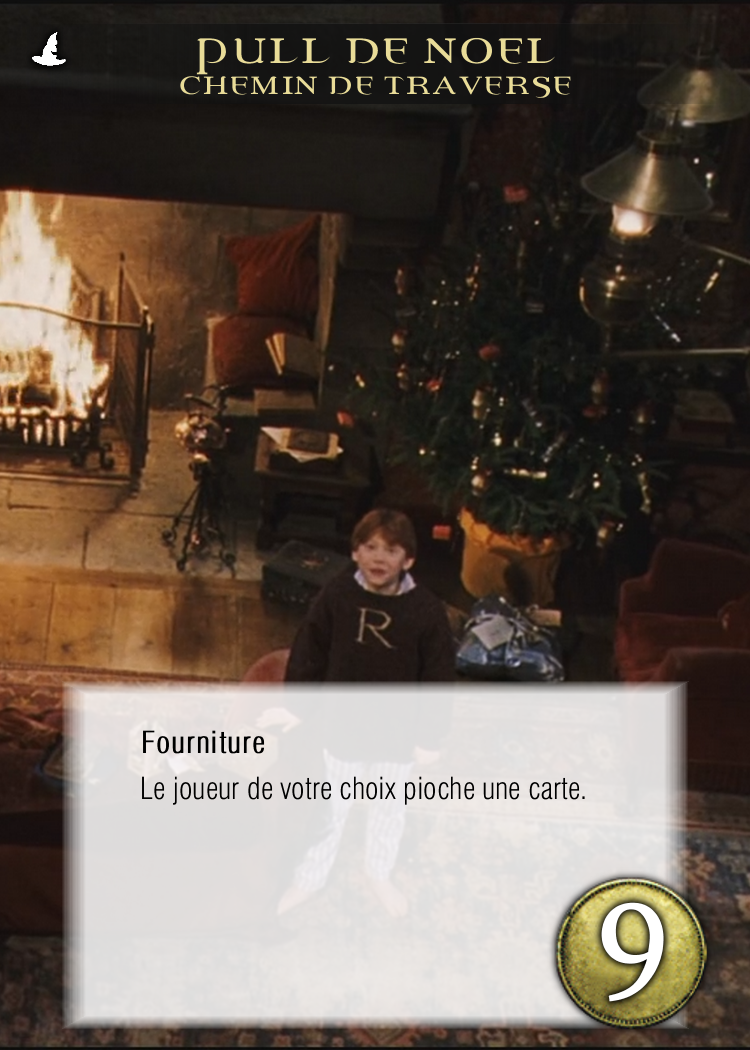 PULL DE NOEL
CHEMIN DE TRAVERSE
R
Fourniture
Le joueur de votre choix pioche une carte.
9